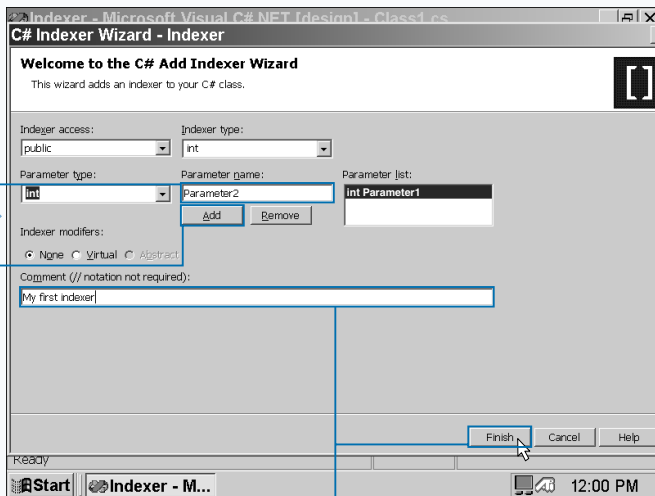 Indexer - Microsoft Visual C#.NET [design] - Class1.cs
C# Indexer Wizard - Indexer
Welcome to the C# Add Indexer Wizard
This wizard adds an indexer to your C# class.
Indexer access:
Indexer type:
public
int
Parameter type:
Parameter name:
Parameter list:
int
Parameter2
int Parameter1
Add
Remove
Indexer modifers:
None
Virtual
Abstract
Comment (// notation not required):
My first indexer
Finish
Cancel
Help
Ready
Start
Indexer - M...
12:00 PM